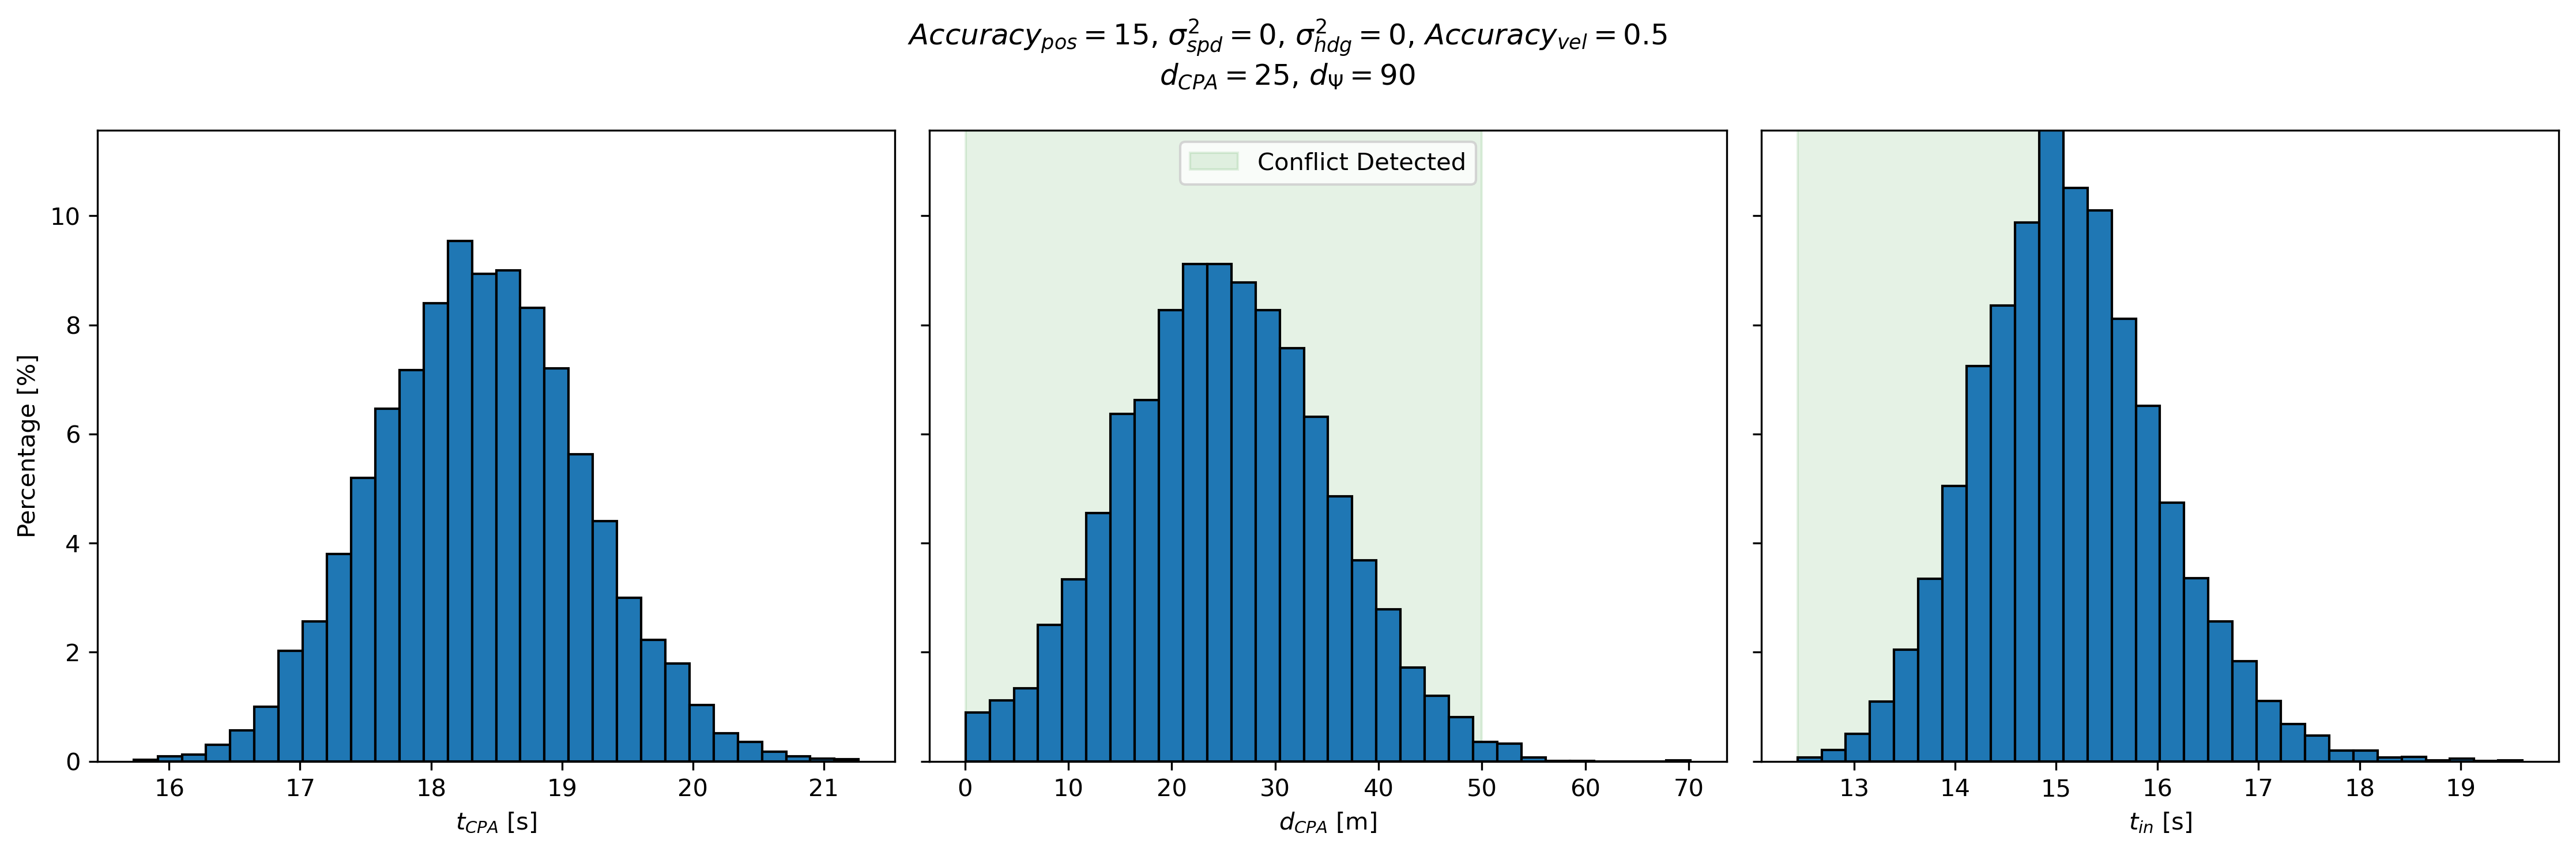 Accuracy_pos = 15, σ²_spd = 0, σ²_hdg = 0, Accuracy_vel = 0.5
d_CPA = 25, d_Ψ = 90
Percentage [%]
10
8
6
4
2
0
16 17 18 19 20 21
t_CPA [s]
Conflict Detected
0 10 20 30 40 50 60 70
d_CPA [m]
13 14 15 16 17 18 19
t_in [s]